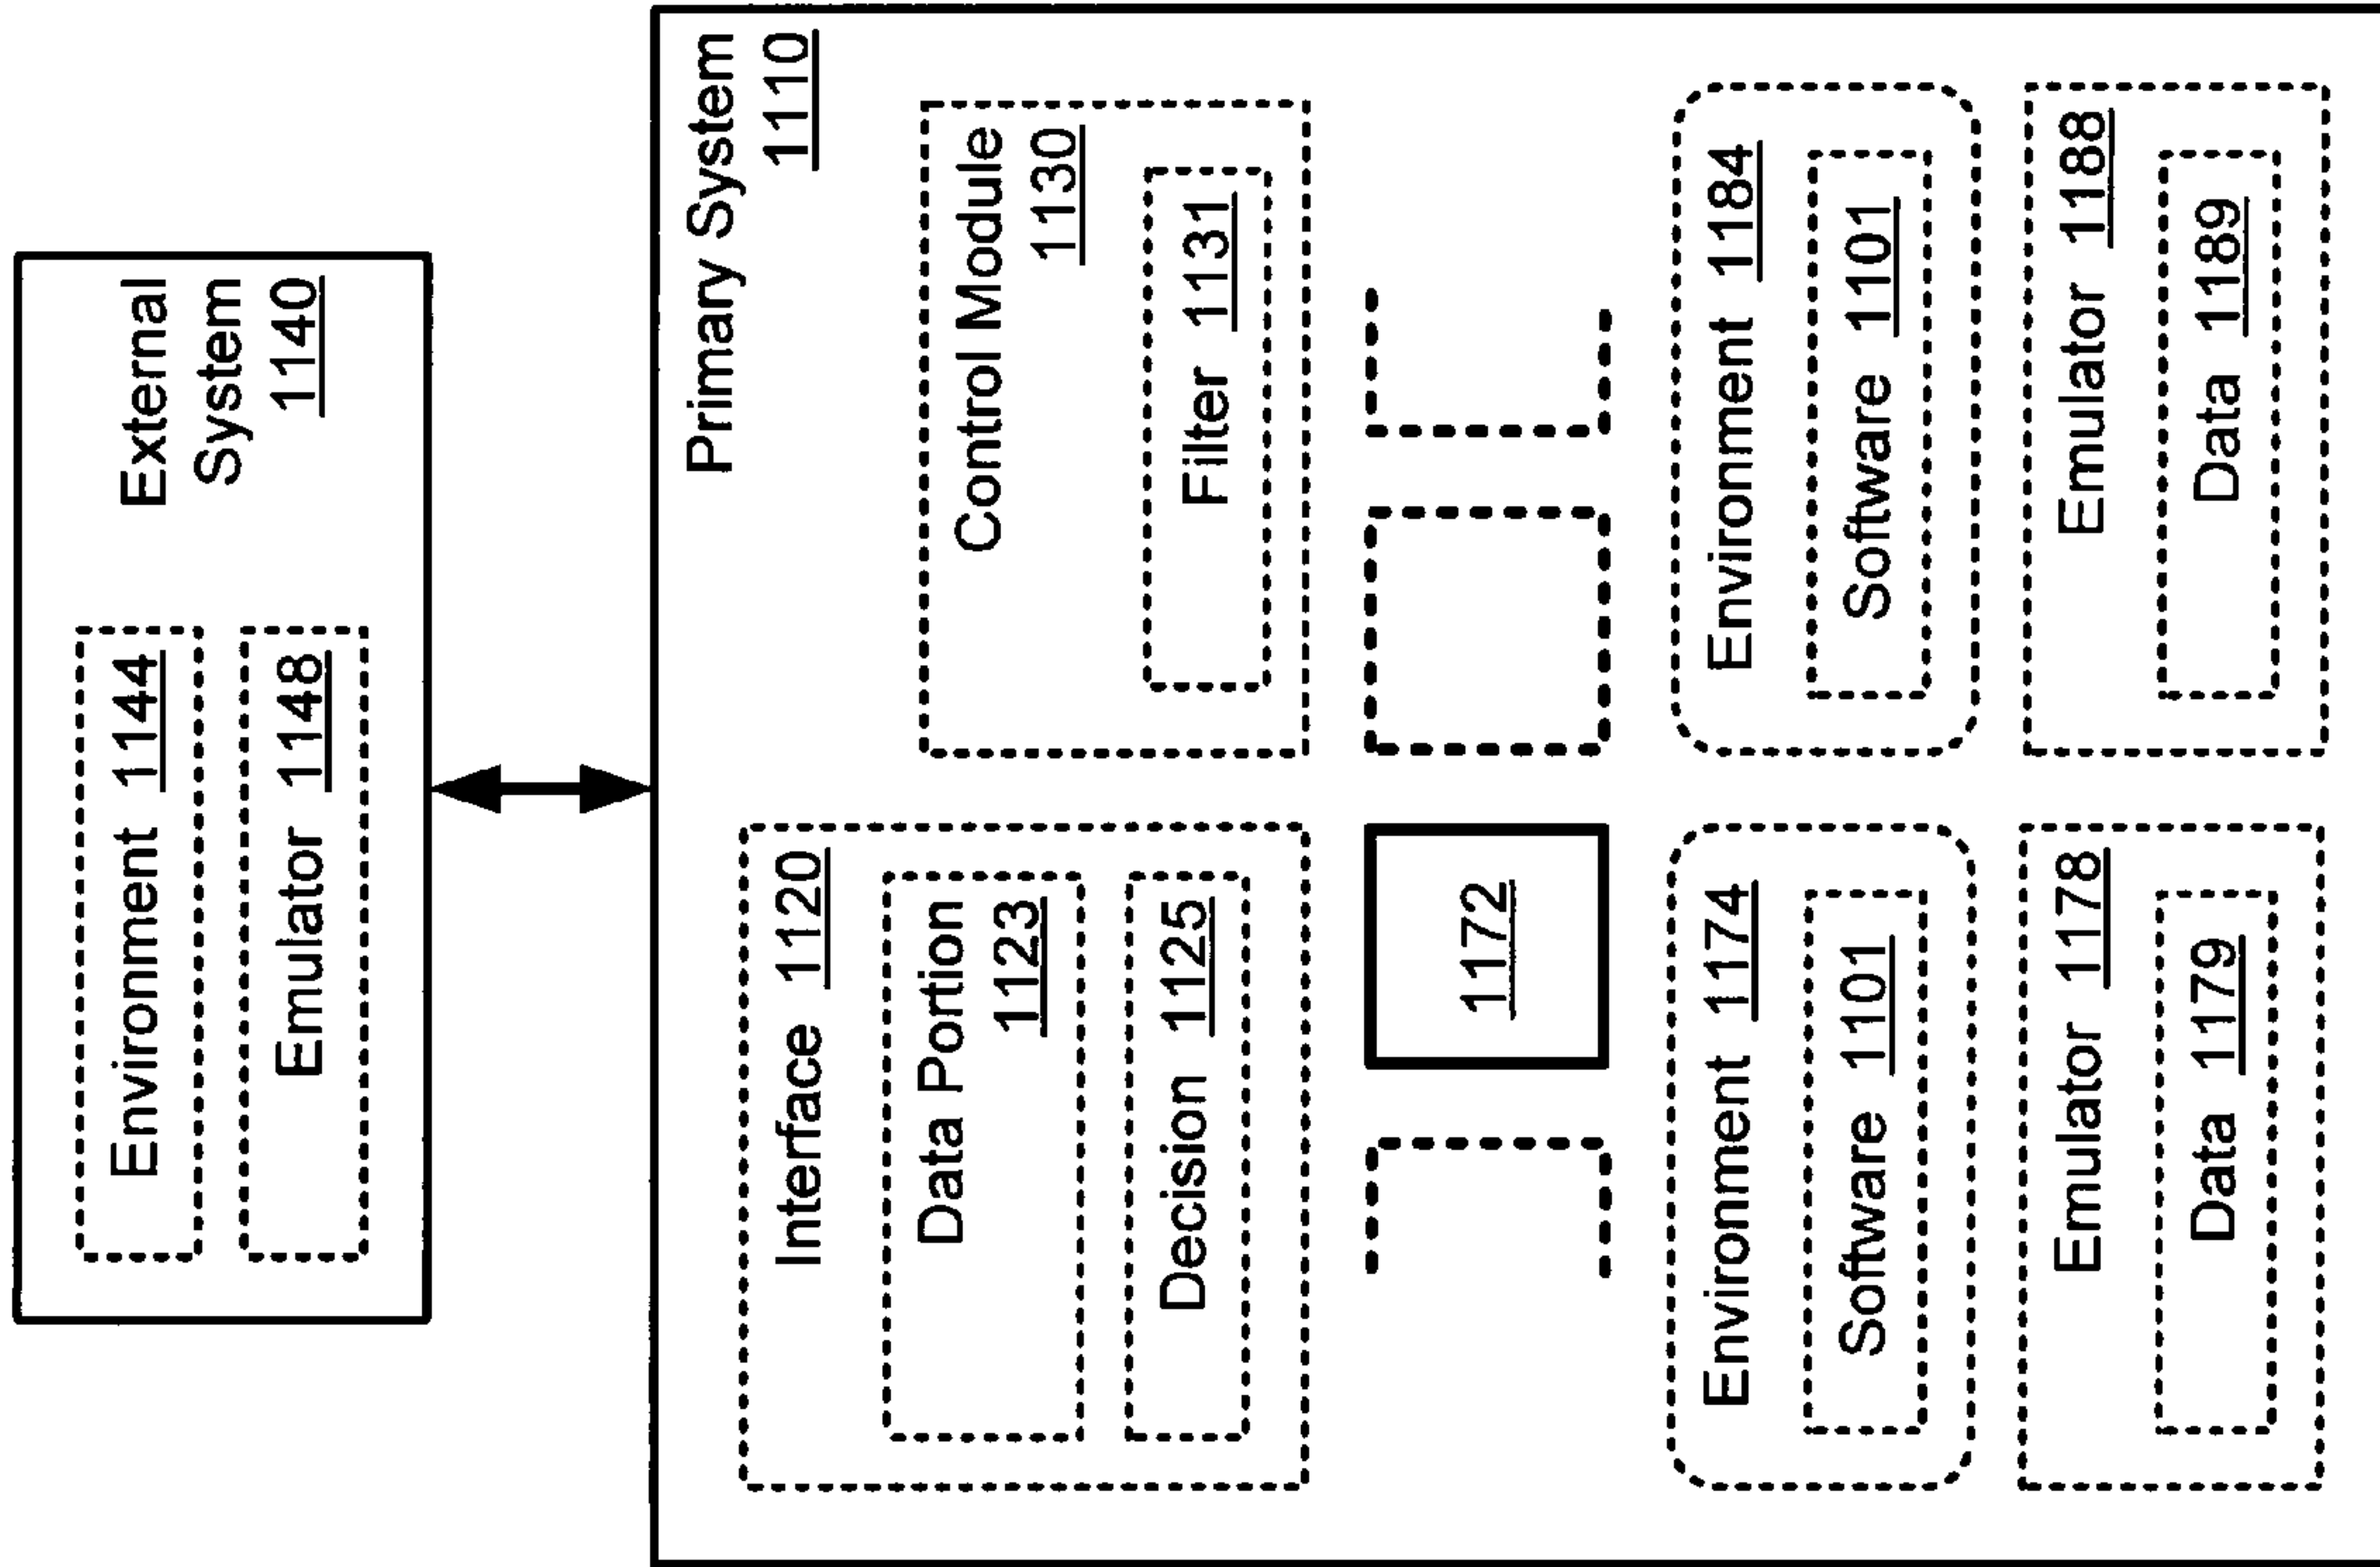 External
System
1140
Environment 1144
Emulator 1148
Primary System
1110
Interface 1120
Data Portion
1123
Decision 1125
Control Module
1130
Filter 1131
1172
Environment 1174
Software 1101
Environment 1184
Software 1101
Emulator 1178
Data 1179
Emulator 1188
Data 1189